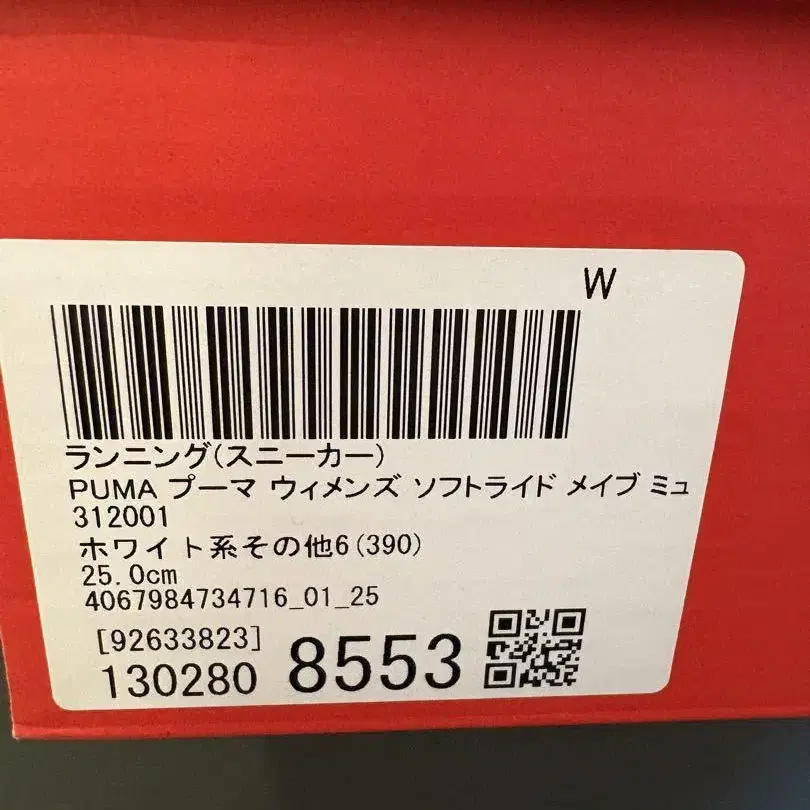 W
ランニング(スニーカー)
PUMA プーマ ウィメンズ ソフトライド メイブ ミュ
312001
ホワイト系その他6(390)
25.0cm
4067984734716_01_25
[92633823]
130280 8553